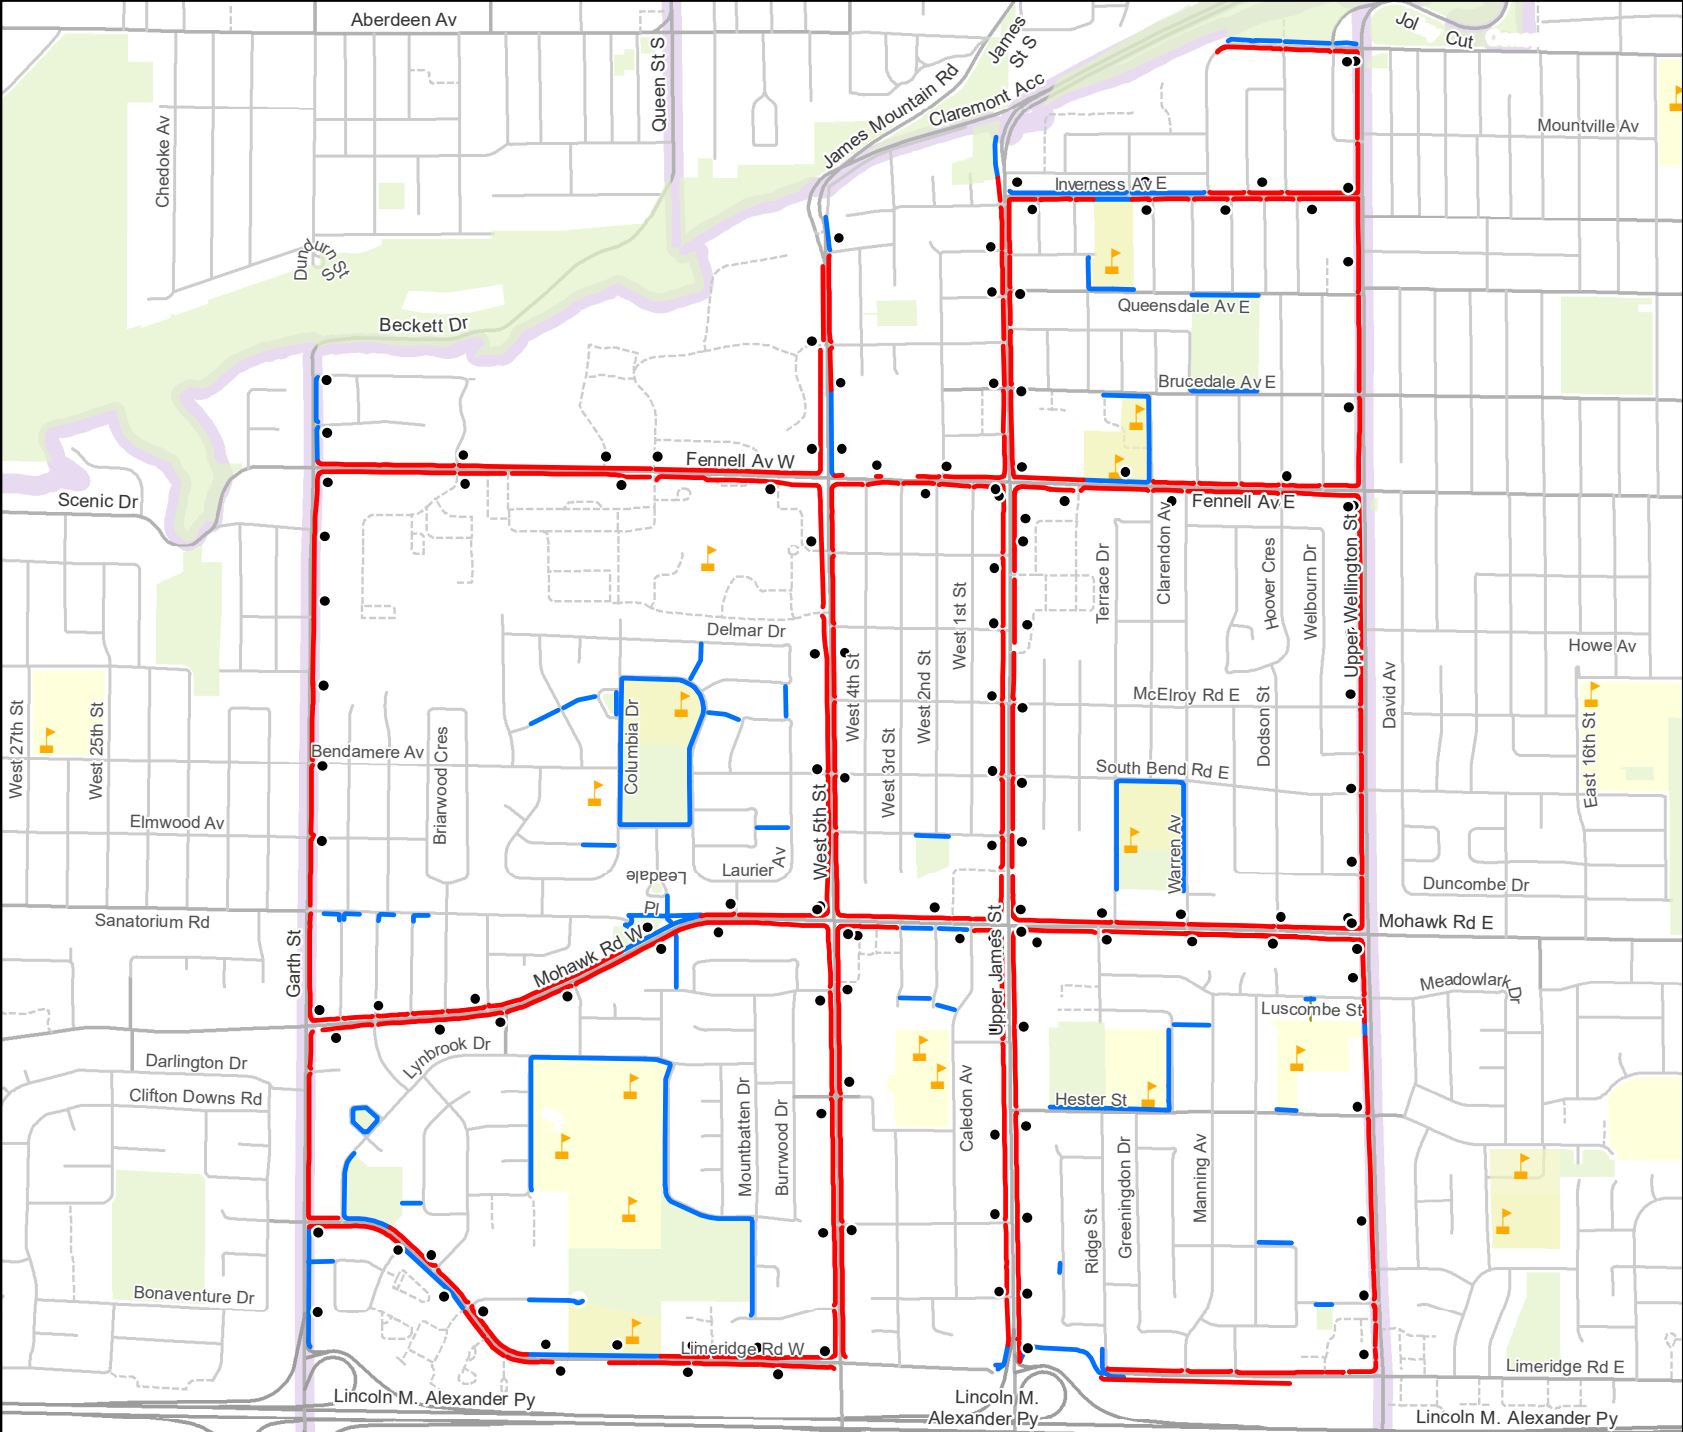 Aberdeen Av
Jol
Cut
James
St S
Queen St S
James Mountain Rd
Claremont Acc
Chedoke Av
Mountville Av
Inverness Av E
Dundurn St
S
Queensdale Av E
Beckett Dr
Brucedale Av E
Fennell Av W
Scenic Dr
Fennell Av E
Upper Wellington St
Clarendon Av
Terrace Dr
Hoover Cres
Welbourn Dr
West 1st St
Delmar Dr
Howe Av
West 4th St
West 2nd St
McElroy Rd E
David Av
Dodson St
West 27th St
West 25th St
Columbia Dr
Bendamere Av
Briarwood Cres
West 3rd St
South Bend Rd E
East 16th St
West 5th St
Elmwood Av
Warren Av
Laurier
Av
Leadale
Pl
Duncombe Dr
Sanatorium Rd
Mohawk Rd E
Mohawk Rd W
Garth St
Upper James St
Meadowlark
Dr
Luscombe St
Lynbrook Dr
Darlington Dr
Clifton Downs Rd
Hester St
Mountbatten Dr
Burrwood Dr
Caledon Av
Greeningdon Dr
Manning Av
Ridge St
Bonaventure Dr
Limeridge Rd W
Limeridge Rd E
Lincoln M. Alexander Py
Lincoln M.
Alexander Py
Lincoln M. Alexander Py